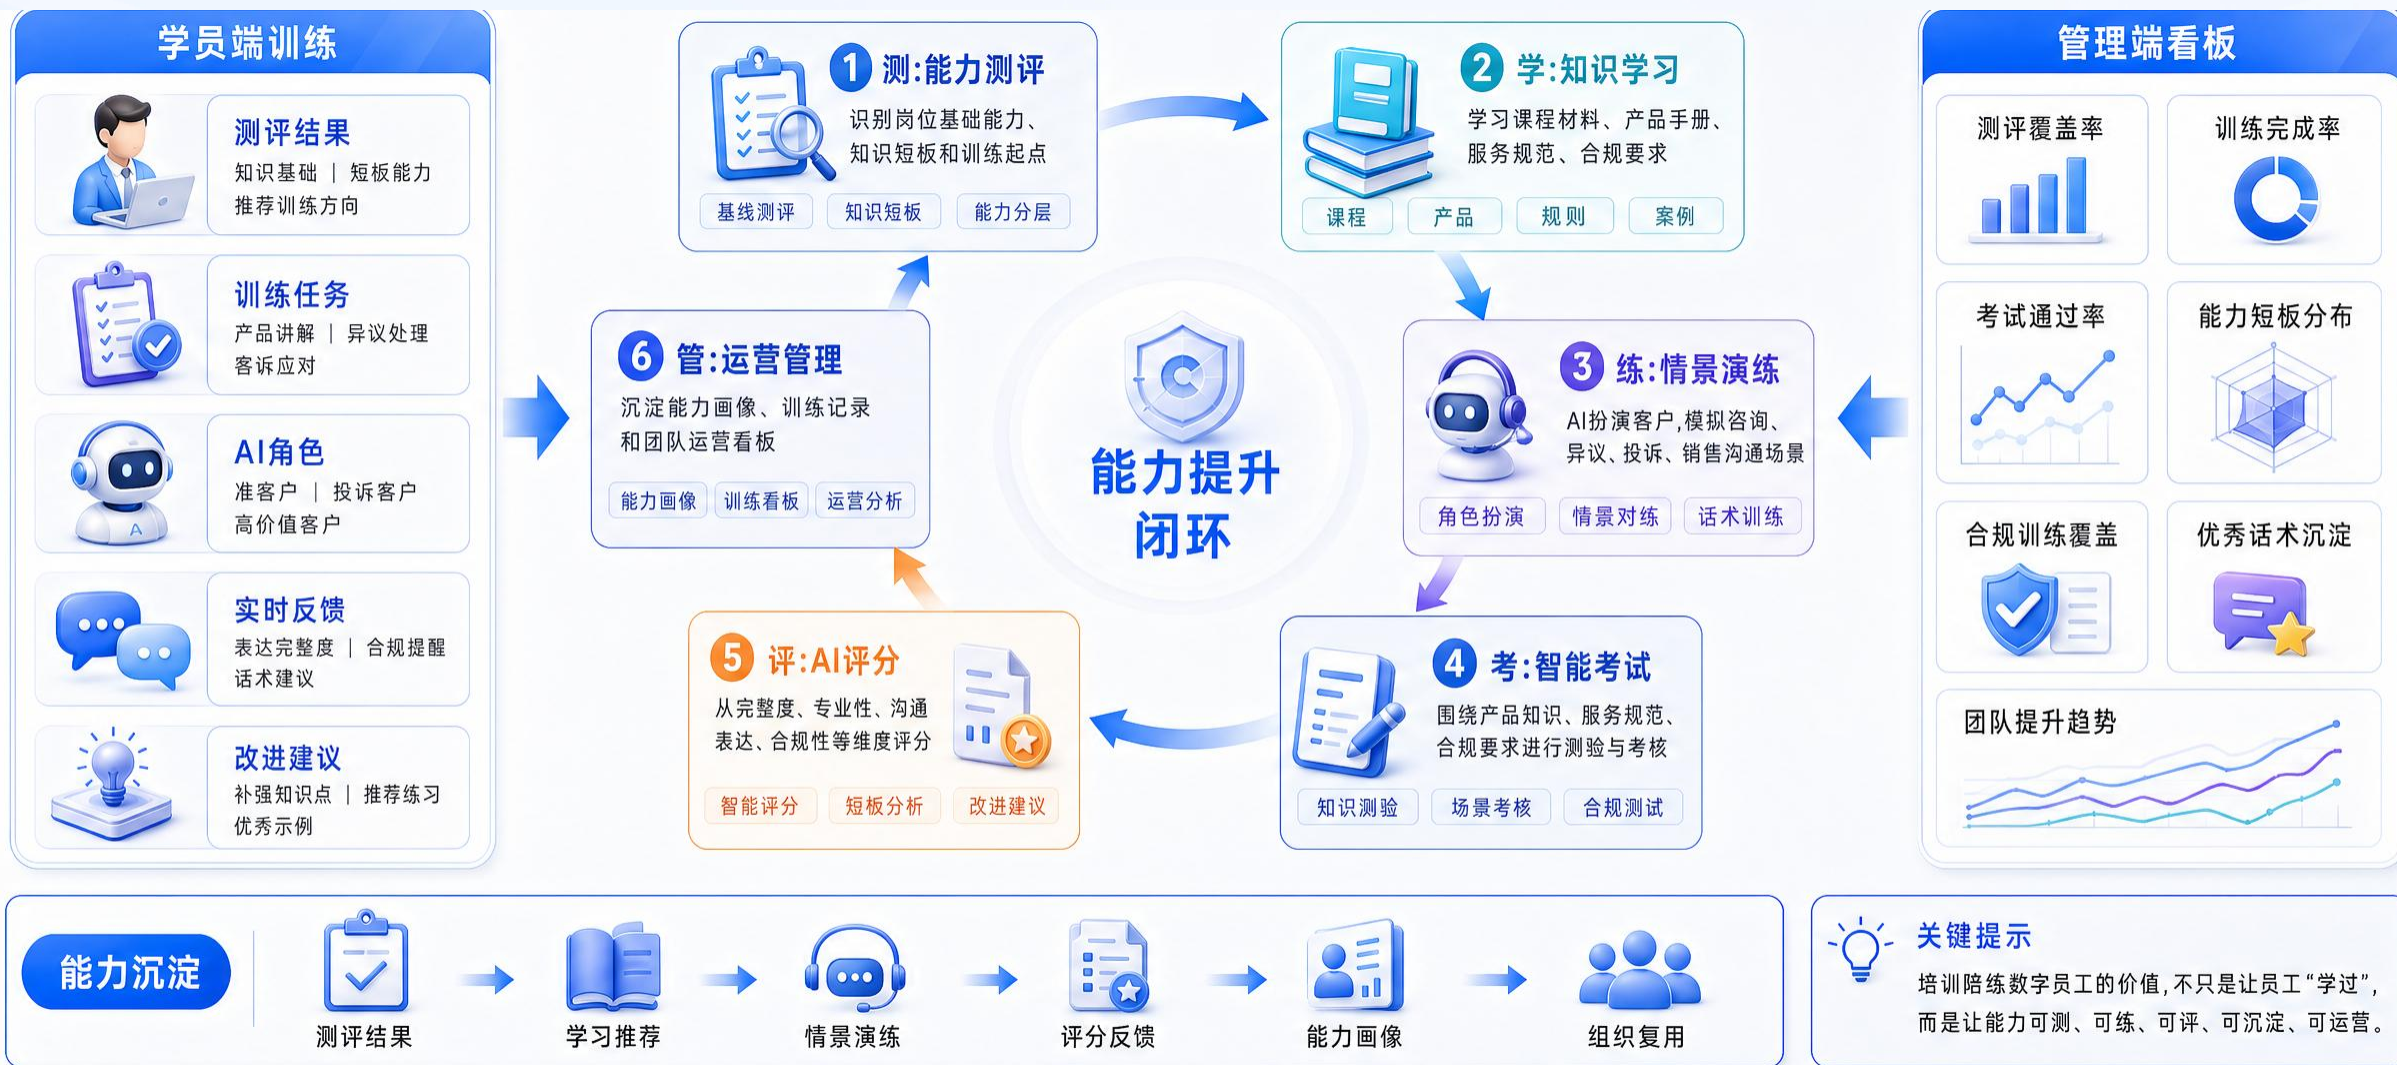 学员端训练
测评结果
知识基础 | 短板能力
推荐训练方向
训练任务
产品讲解 | 异议处理
客诉应对
AI角色
准客户 | 投诉客户
高价值客户
A
实时反馈
表达完整度 | 合规提醒
话术建议
改进建议
补强知识点 | 推荐练习
优秀示例
1 测:能力测评
识别岗位基础能力、
知识短板和训练起点
基线测评 知识短板 能力分层
2 学:知识学习
学习课程材料、产品手册、
服务规范、合规要求
课程 产品 规则 案例
3 练:情景演练
AI扮演客户,模拟咨询、
异议、投诉、销售沟通场景
角色扮演 情景对练 话术训练
4 考:智能考试
围绕产品知识、服务规范、
合规要求进行测验与考核
知识测验 场景考核 合规测试
5 评:AI评分
从完整度、专业性、沟通
表达、合规性等维度评分
智能评分 短板分析 改进建议
6 管:运营管理
沉淀能力画像、训练记录
和团队运营看板
能力画像 训练看板 运营分析
能力提升
闭环
管理端看板
测评覆盖率 训练完成率
考试通过率 能力短板分布
合规训练覆盖 优秀话术沉淀
团队提升趋势
能力沉淀
测评结果 学习推荐 情景演练 评分反馈 能力画像 组织复用
关键提示
培训陪练数字员工的价值,不只是让员工“学过”,
而是让能力可测、可练、可评、可沉淀、可运营。